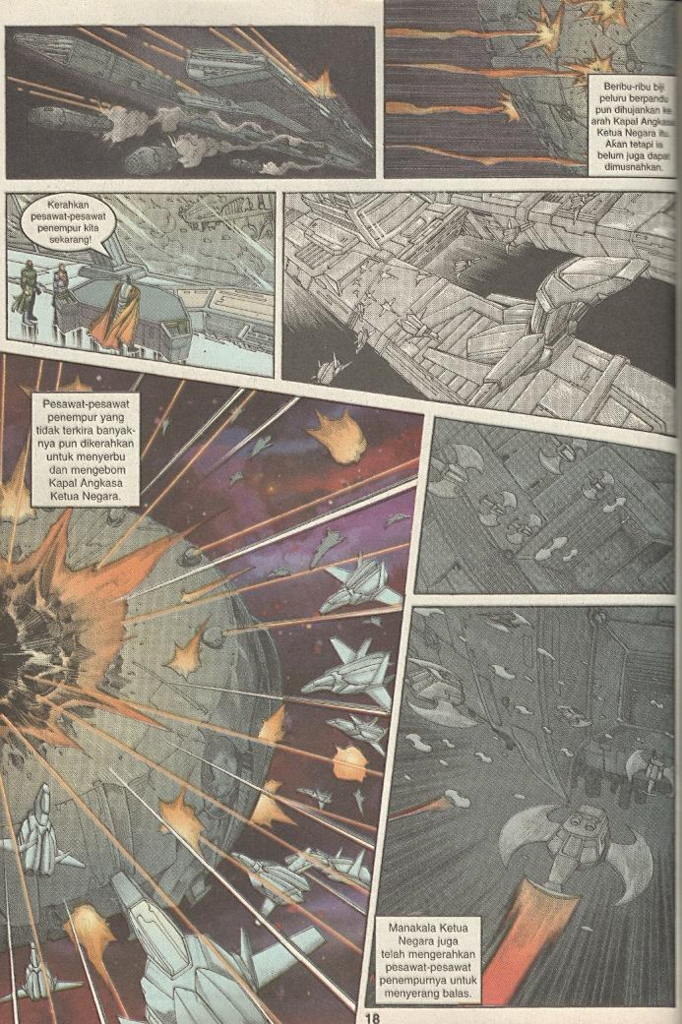 Beribu-ribu biji
peluru berpandu
pun dihujankan ke
arah Kapal Angkasa
Ketua Negara itu.
Akan tetapi ia
belum juga dapat
dimusnahkan.
Kerahkan
pesawat-pesawat
penempur kita
sekarang!
Pesawat-pesawat
penempur yang
tidak terkira banyak-
nya pun dikerahkan
untuk menyerbu
dan mengebom
Kapal Angkasa
Ketua Negara.
Manakala Ketua
Negara juga
telah mengerahkan
pesawat-pesawat
penempurnya untuk
menyerang balas.
18